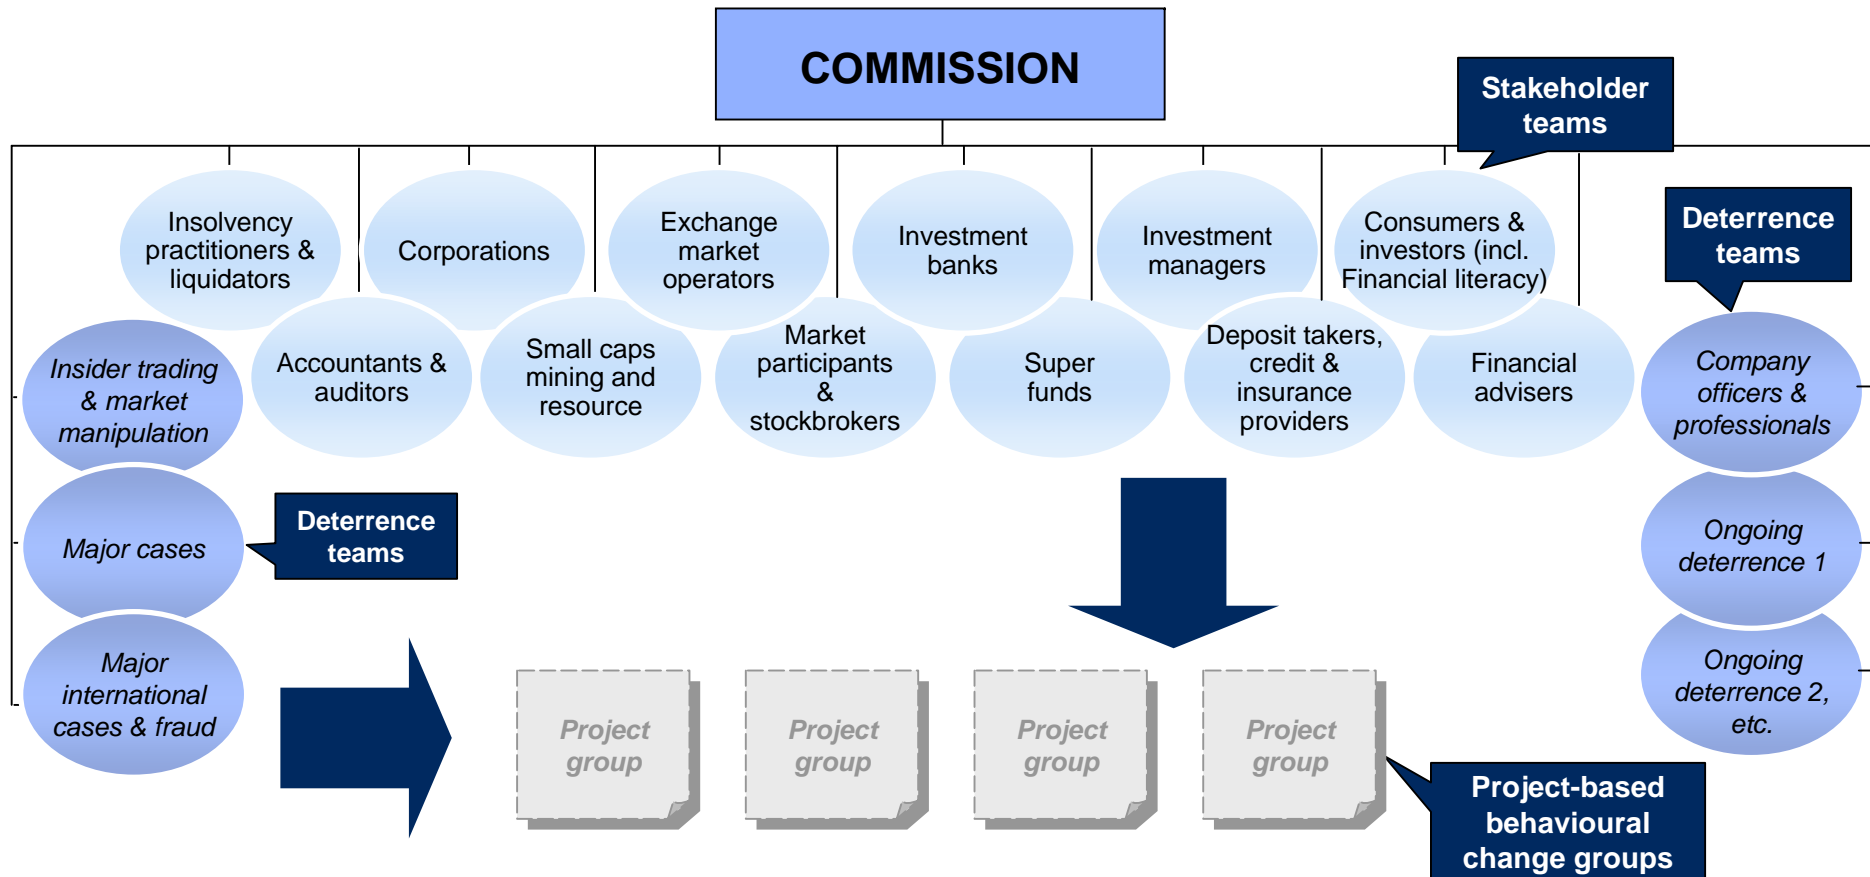 COMMISSION
Stakeholder
teams
Insolvency
practitioners &
liquidators
Corporations
Exchange
market
operators
Investment
banks
Investment
managers
Consumers &
investors (incl.
Financial literacy)
Deterrence
teams
Insider trading
& market
manipulation
Accountants &
auditors
Small caps
mining and
resource
Market
participants
&
stockbrokers
Super
funds
Deposit takers,
credit &
insurance
providers
Financial
advisers
Company
officers &
professionals
Major cases
Deterrence
teams
Ongoing
deterrence 1
Major
international
cases & fraud
Project
group
Project
group
Project
group
Project
group
Ongoing
deterrence 2,
etc.
Project-based
behavioural
change groups